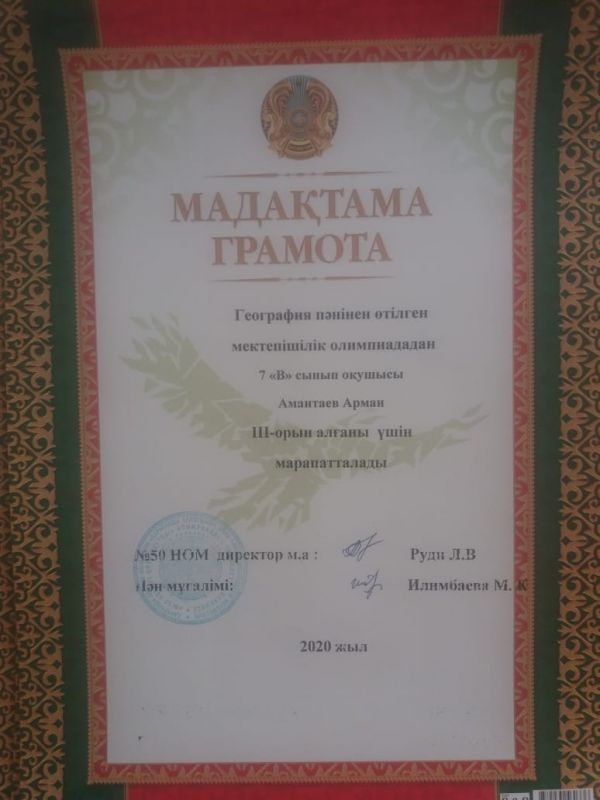 МАДАҚТАМА
ГРАМОТА
География пәнінен өтілген
мектепішілік олимпиададан
7 «В» сынып оқушысы
Амантаев Арман
ІІІ-орын алғаны үшін
марапатталады
№50 НОМ директор м.а : Руди Л.В
Пән мұғалімі: Илимбаева М. Ж
2020 жыл